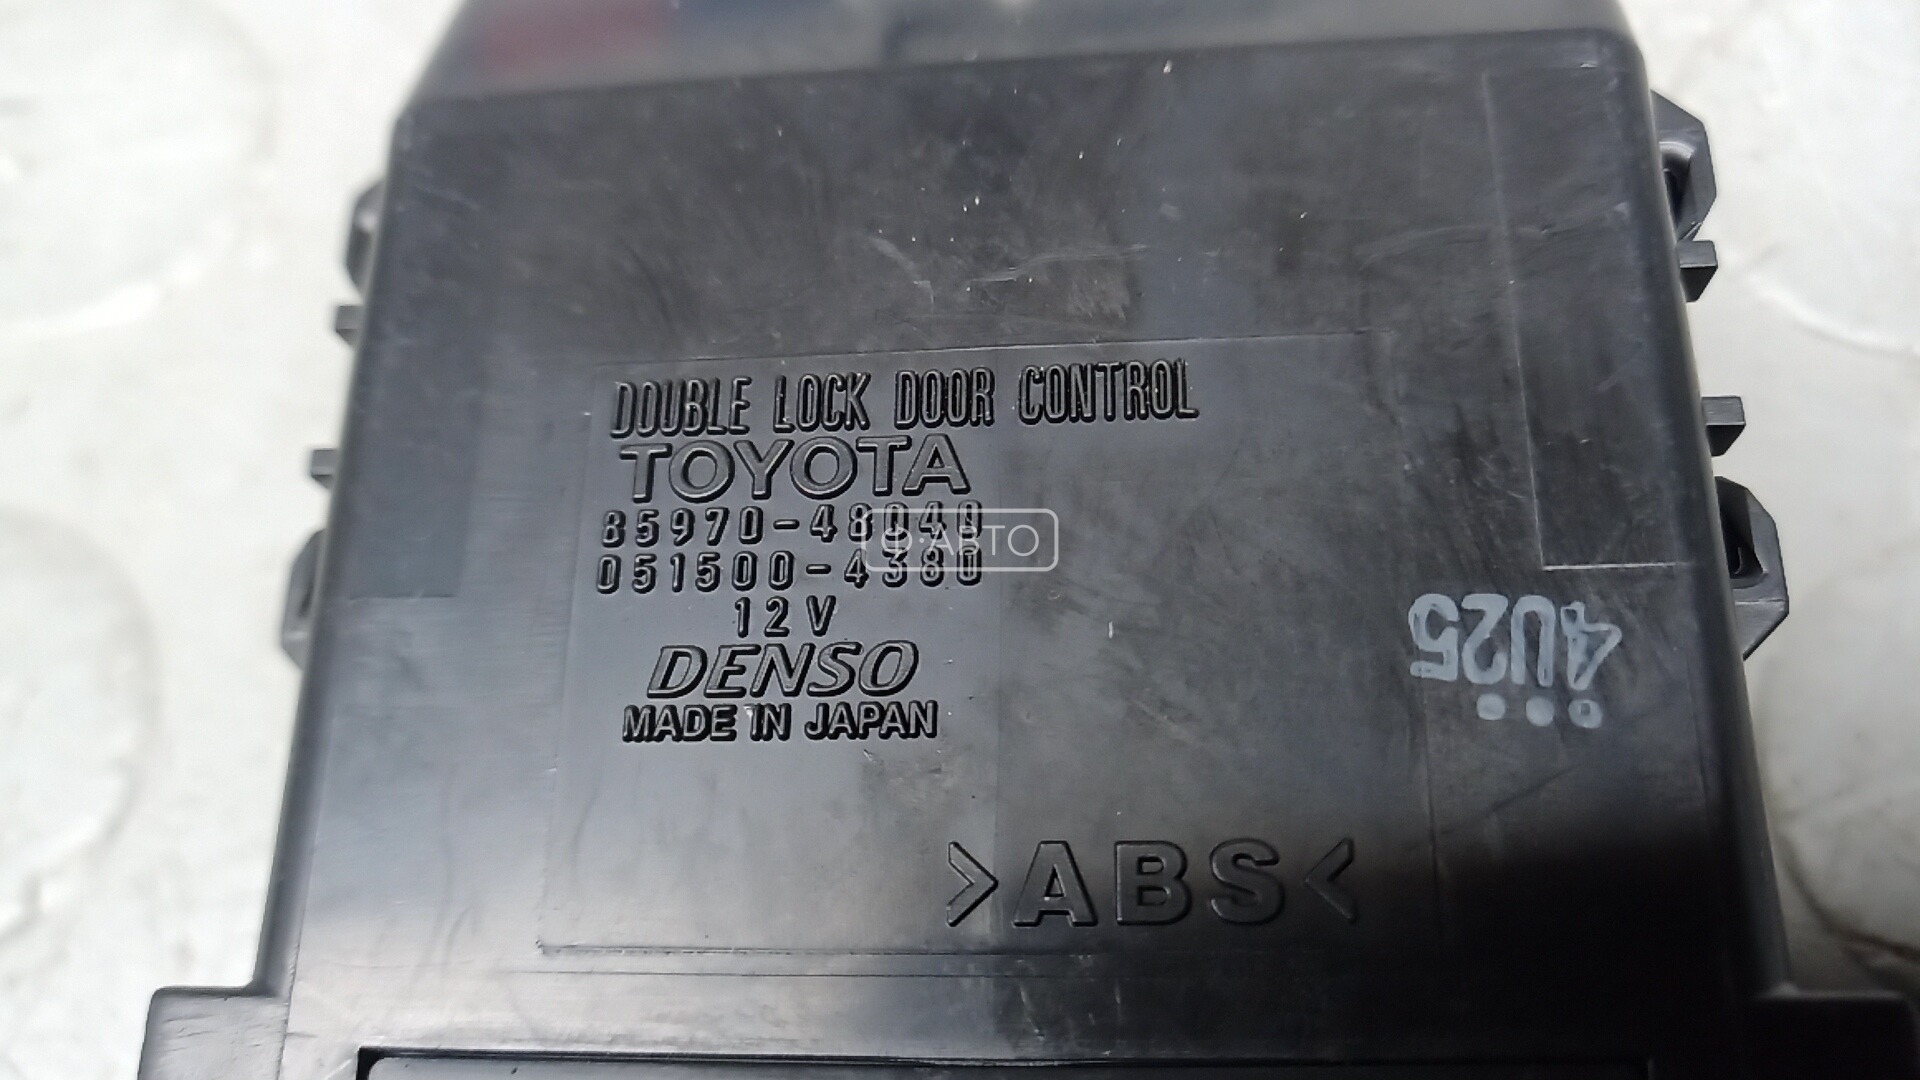 DOUBLE LOCK DOOR CONTROL
TOYOTA
85970-48040
051500-4380
12V
DENSO
MADE IN JAPAN
4U25
>ABS<